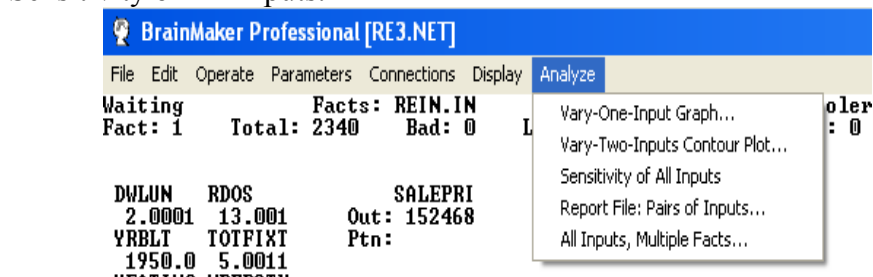 BrainMaker Professional [RE3.NET]
File Edit Operate Parameters Connections Display Analyze
Waiting Facts: REIN.IN oler
Fact: 1 Total: 2340 Bad: 0 L : 0
Vary-One-Input Graph...
Vary-Two-Inputs Contour Plot...
Sensitivity of All Inputs
Report File: Pairs of Inputs...
All Inputs, Multiple Facts...
DWLUN RDOS SALEPRI
2.0001 13.001 Out: 152468
YRBLT TOTFIXT Ptn:
1950.0 5.0011